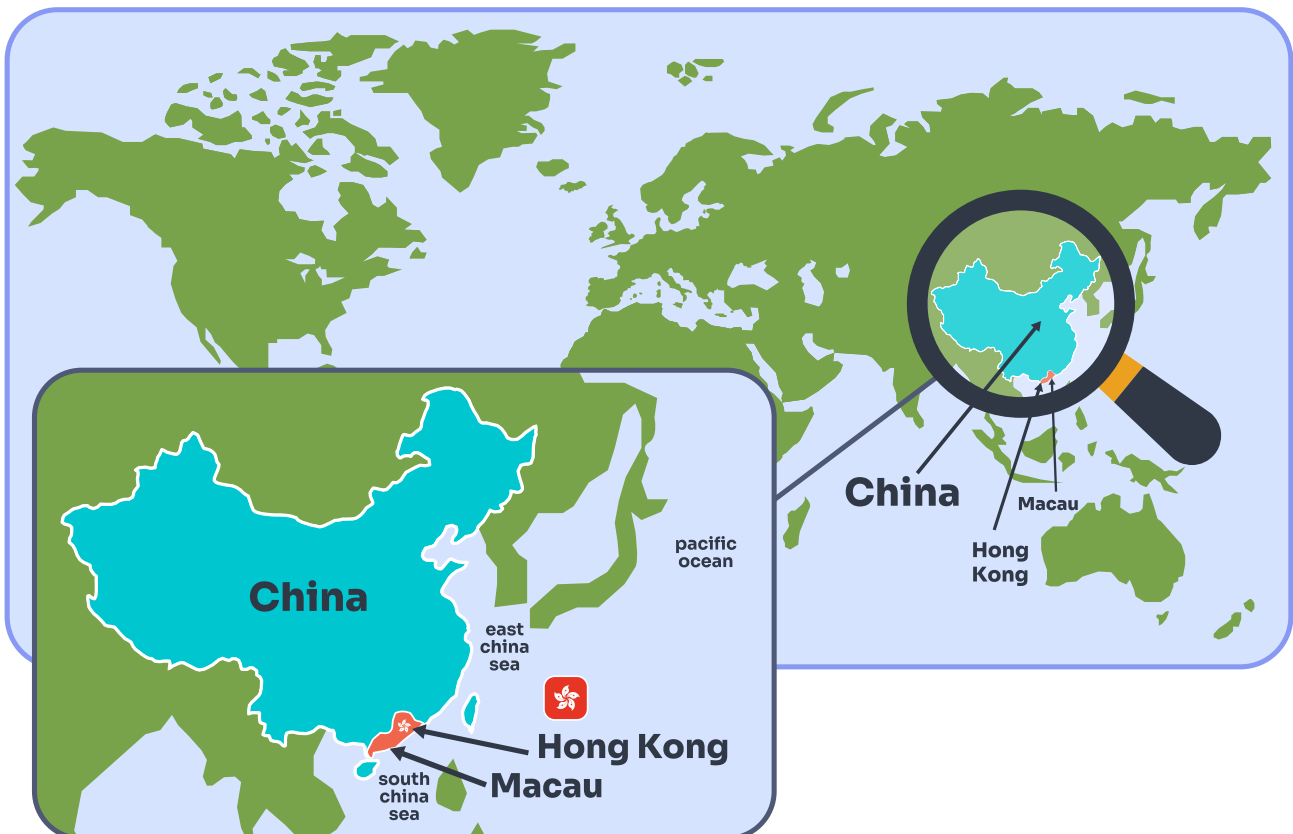 China
Macau
Hong
Kong
pacific
ocean
China
east
china
sea
Hong Kong
Macau
south
china
sea